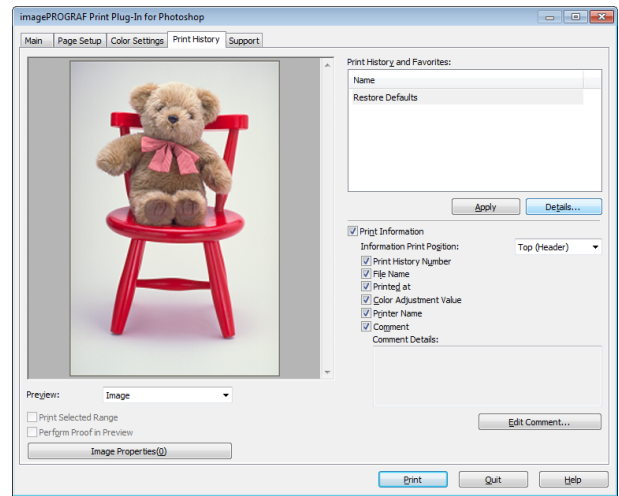 imagePROGRAF Print Plug-In for Photoshop
Main Page Setup Color Settings Print History Support
Print History and Favorites:
Name
Restore Defaults
Apply Details...
Print Information
Information Print Position: Top (Header)
Print History Number
File Name
Printed at
Color Adjustment Value
Printer Name
Comment
Comment Details:
Edit Comment...
Preview: Image
Print Selected Range
Perform Proof in Preview
Image Properties(0)
Print Quit Help